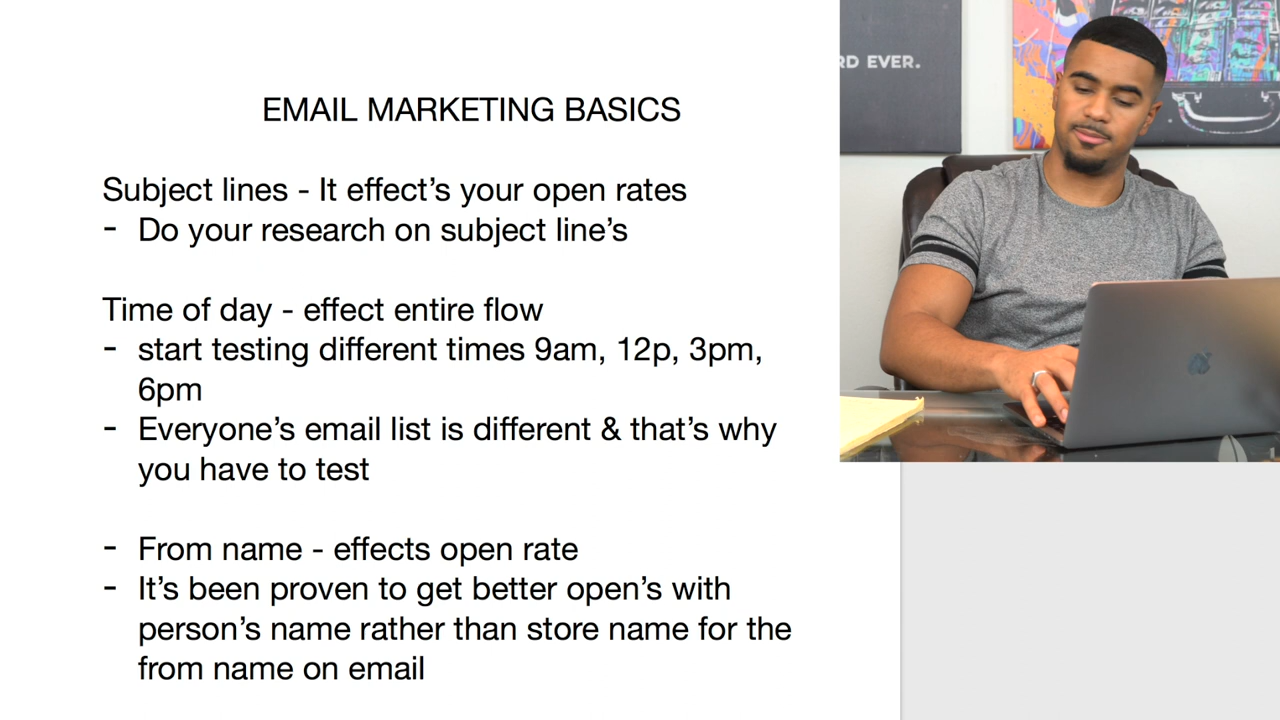 EMAIL MARKETING BASICS
Subject lines - It effect’s your open rates
- Do your research on subject line’s
Time of day - effect entire flow
- start testing different times 9am, 12p, 3pm,
6pm
- Everyone’s email list is different & that’s why
you have to test
- From name - effects open rate
- It’s been proven to get better open’s with
person’s name rather than store name for the
from name on email
RD EVER.